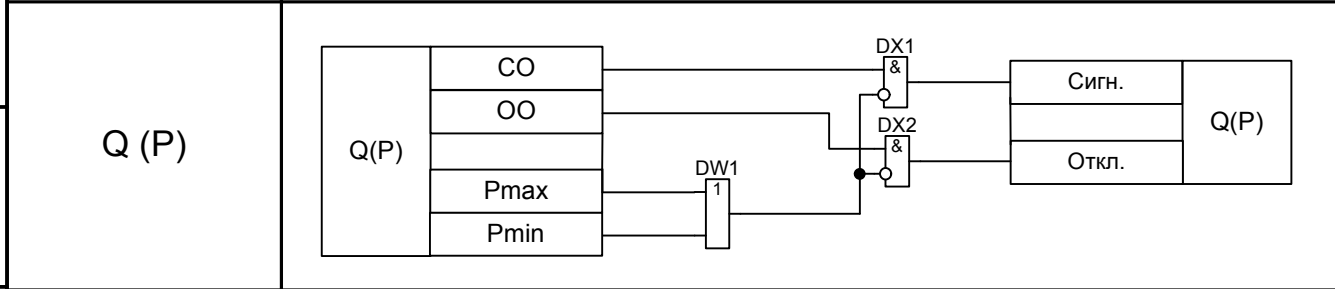 Q (P)
Q(P)
CO
OO
Pmax
Pmin
DW1
1
DX1
&
DX2
&
Сигн.
Откл.
Q(P)